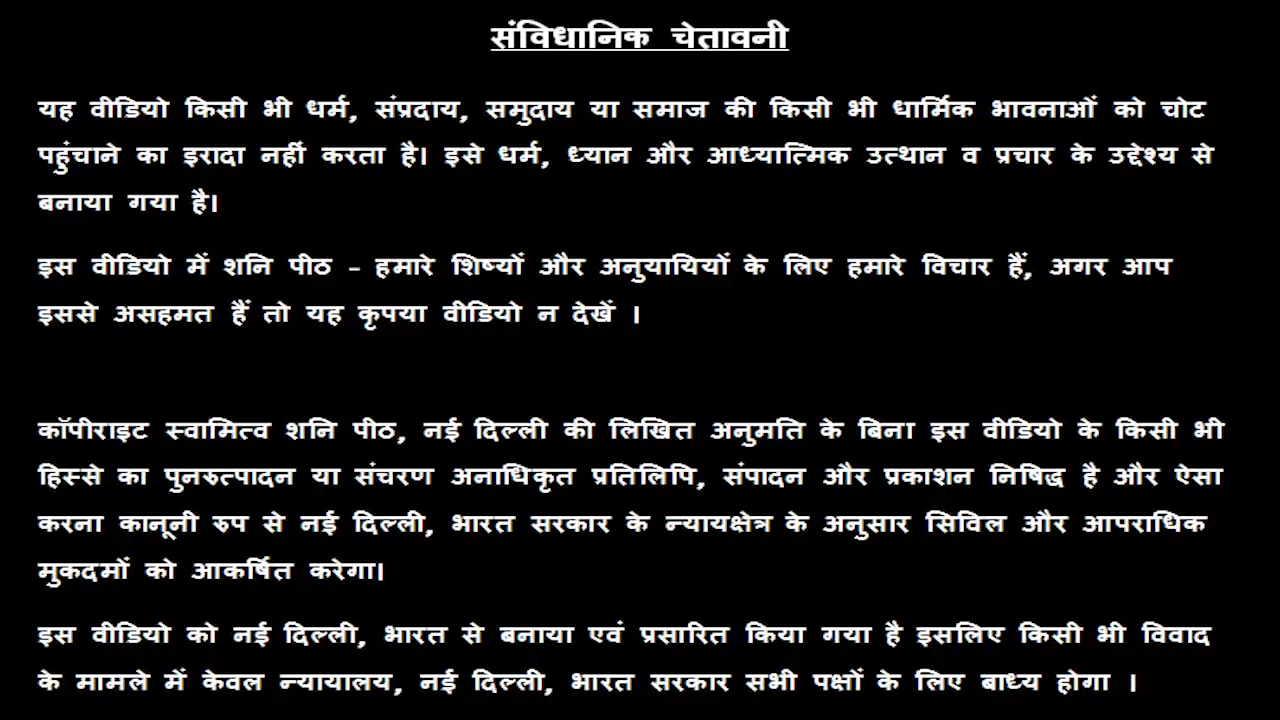 संविधानिक चेतावनी
यह वीडियो किसी भी धर्म, संप्रदाय, समुदाय या समाज की किसी भी धार्मिक भावनाओं को चोट
पहुंचाने का इरादा नहीं करता है। इसे धर्म, ध्यान और आध्यात्मिक उत्थान व प्रचार के उद्देश्य से
बनाया गया है।
इस वीडियो में शनि पीठ – हमारे शिष्यों और अनुयायियों के लिए हमारे विचार हैं, अगर आप
इससे असहमत हैं तो यह कृपया वीडियो न देखें ।
कॉपीराइट स्वामित्व शनि पीठ, नई दिल्ली की लिखित अनुमति के बिना इस वीडियो के किसी भी
हिस्से का पुनरुत्पादन या संचरण अनाधिकृत प्रतिलिपि, संपादन और प्रकाशन निषिद्ध है और ऐसा
करना कानूनी रुप से नई दिल्ली, भारत सरकार के न्यायक्षेत्र के अनुसार सिविल और आपराधिक
मुकदमों को आकर्षित करेगा।
इस वीडियो को नई दिल्ली, भारत से बनाया एवं प्रसारित किया गया है इसलिए किसी भी विवाद
के मामले में केवल न्यायालय, नई दिल्ली, भारत सरकार सभी पक्षों के लिए बाध्य होगा ।